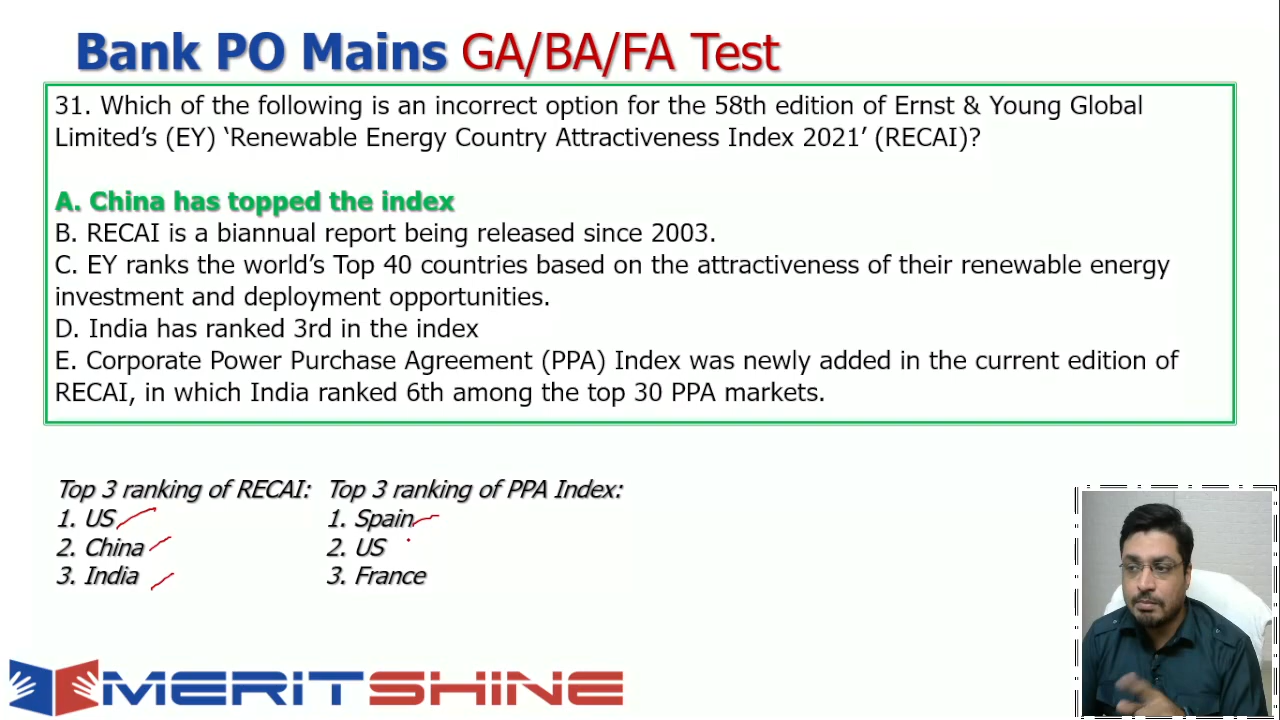 Bank PO Mains GA/BA/FA Test
31. Which of the following is an incorrect option for the 58th edition of Ernst & Young Global
Limited’s (EY) ‘Renewable Energy Country Attractiveness Index 2021’ (RECAI)?
A. China has topped the index
B. RECAI is a biannual report being released since 2003.
C. EY ranks the world’s Top 40 countries based on the attractiveness of their renewable energy
investment and deployment opportunities.
D. India has ranked 3rd in the index
E. Corporate Power Purchase Agreement (PPA) Index was newly added in the current edition of
RECAI, in which India ranked 6th among the top 30 PPA markets.
Top 3 ranking of RECAI:
1. US
2. China
3. India
Top 3 ranking of PPA Index:
1. Spain
2. US
3. France
MERITSHINE